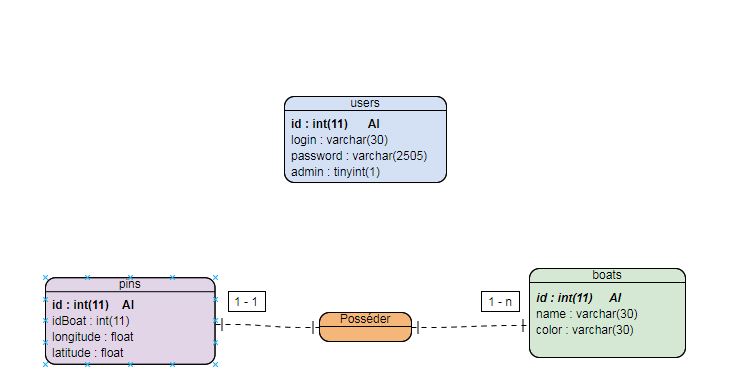 users
id : int(11) AI
login : varchar(30)
password : varchar(2505)
admin : tinyint(1)
pins
id : int(11) AI
idBoat : int(11)
longitude : float
latitude : float
1 - 1
Posséder
1 - n
boats
id : int(11) AI
name : varchar(30)
color : varchar(30)